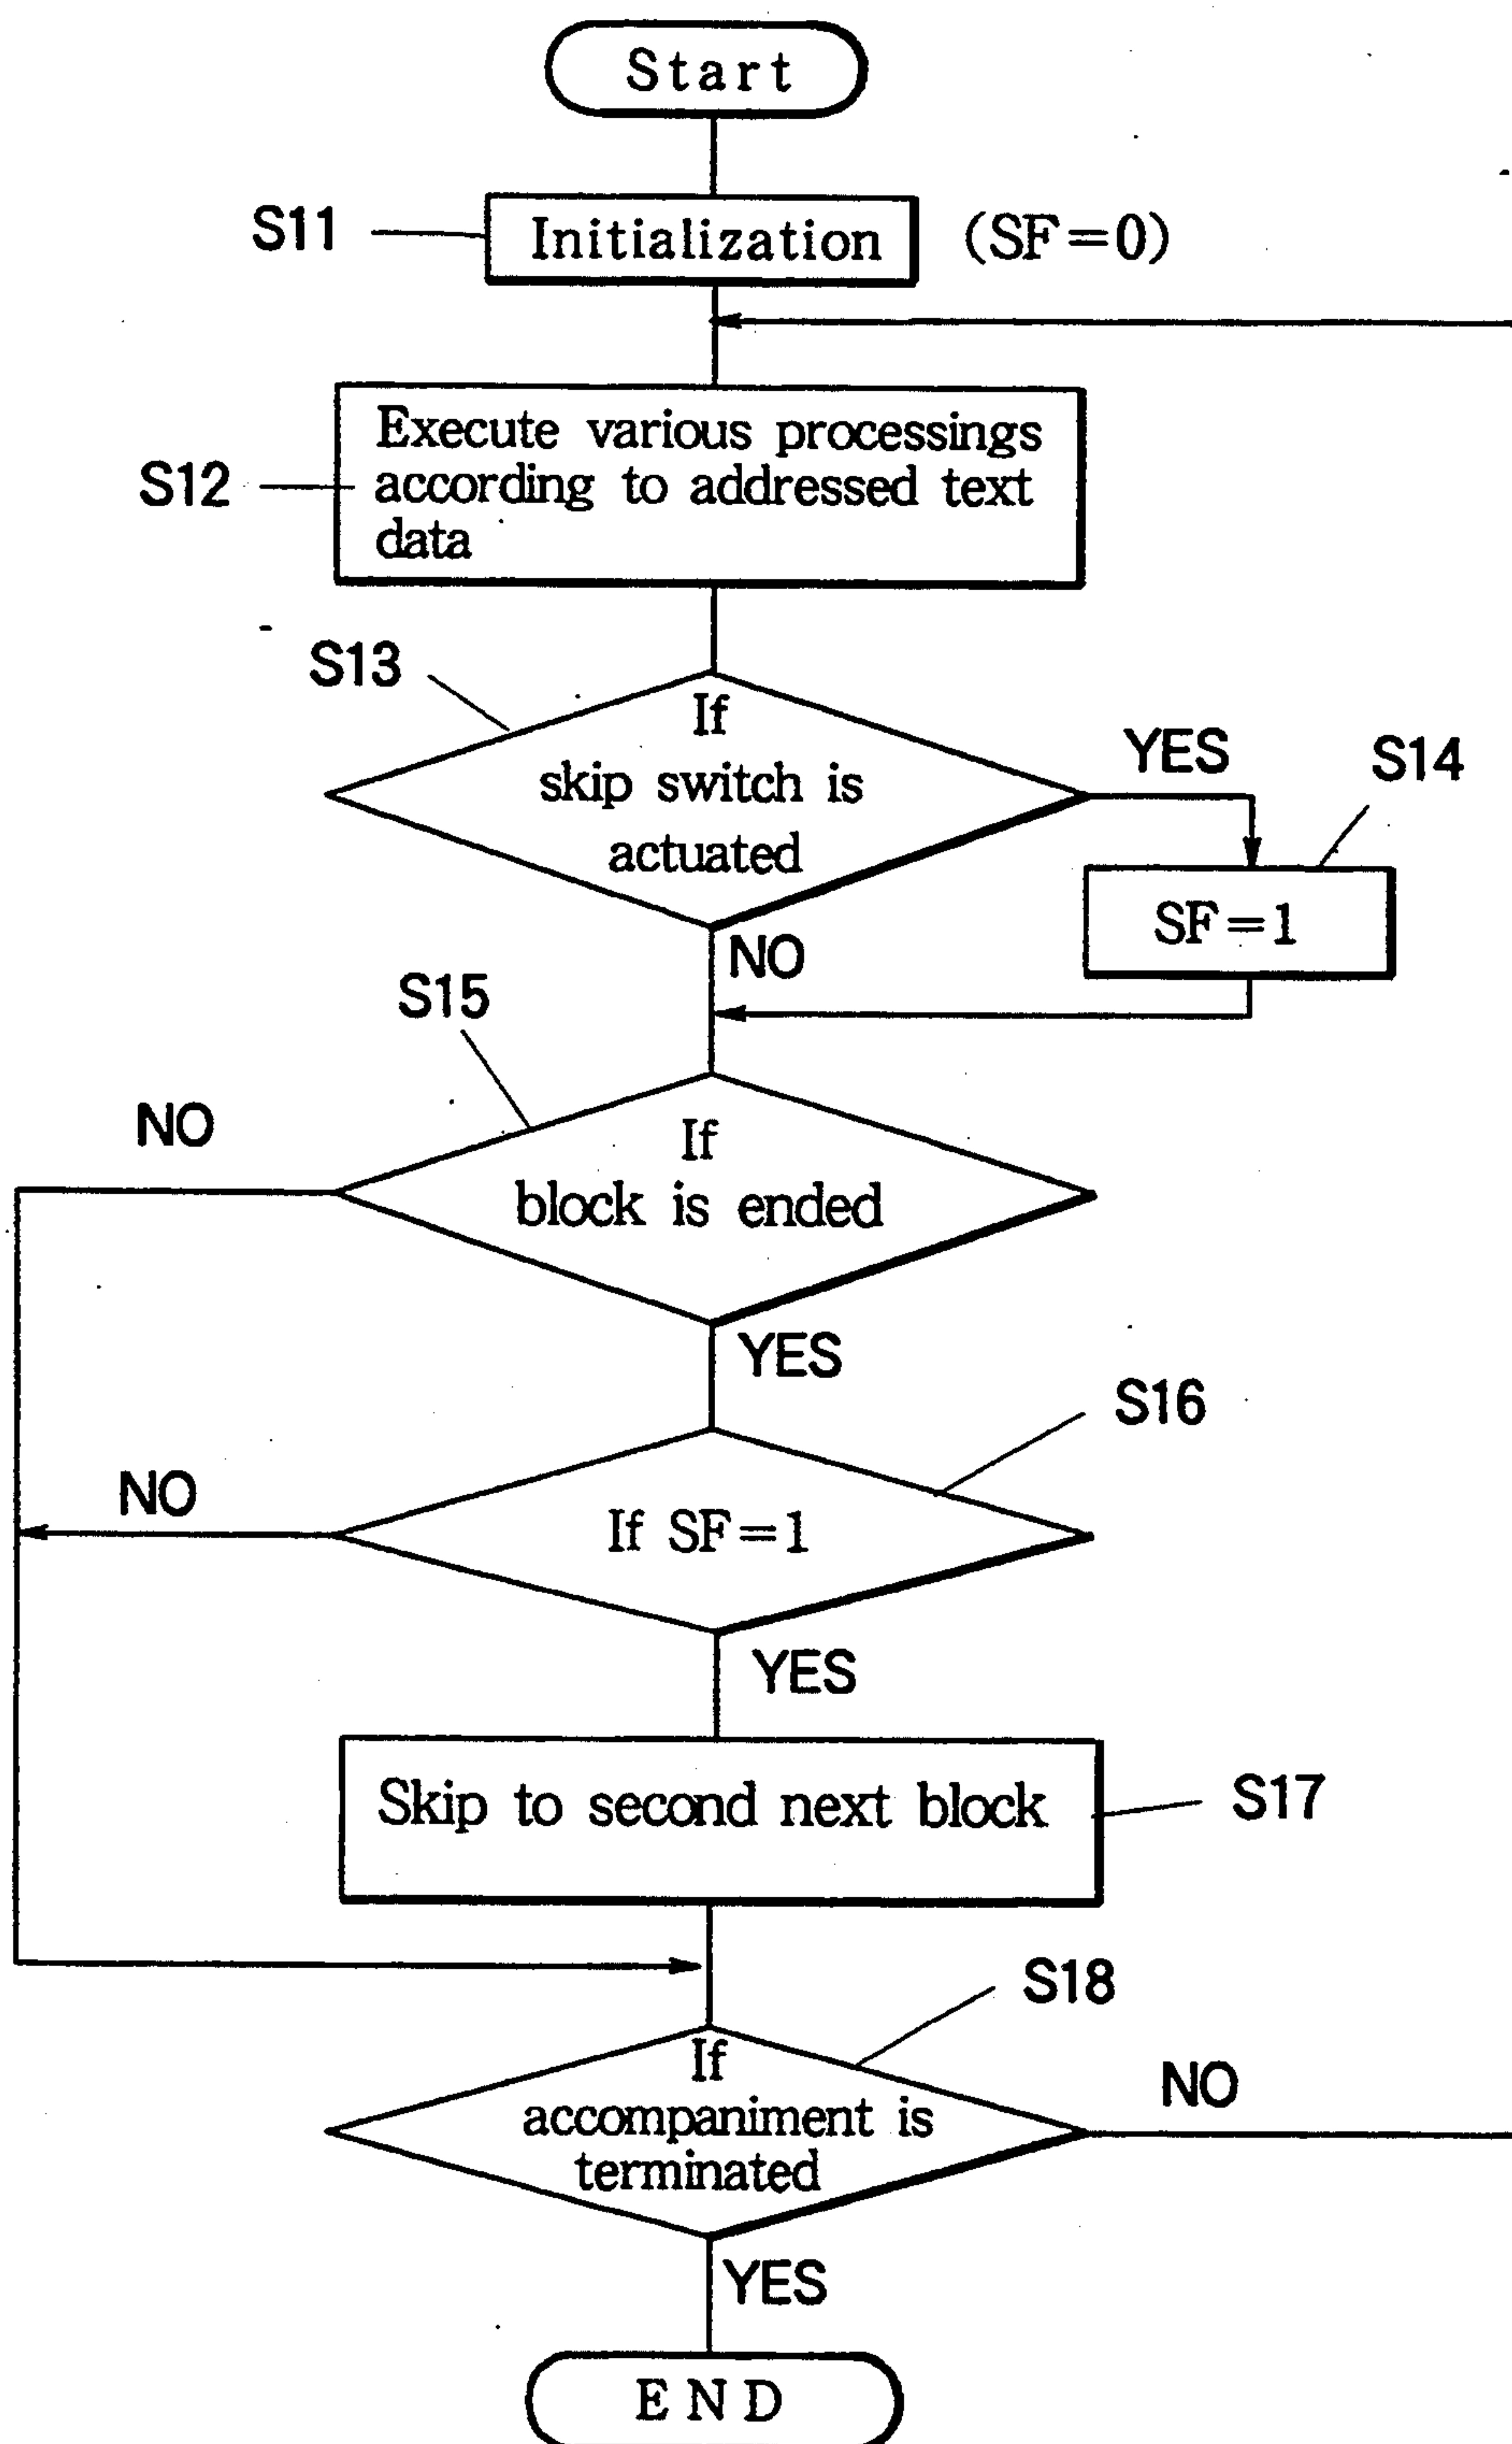 Start
S11
Initialization
(SF=0)
S12
Execute various processings
according to addressed text
data
S13
If
skip switch is
actuated
YES
S14
SF=1
NO
S15
NO
If
block is ended
YES
S16
NO
If SF=1
YES
Skip to second next block
S17
S18
If
accompaniment is
terminated
NO
YES
END